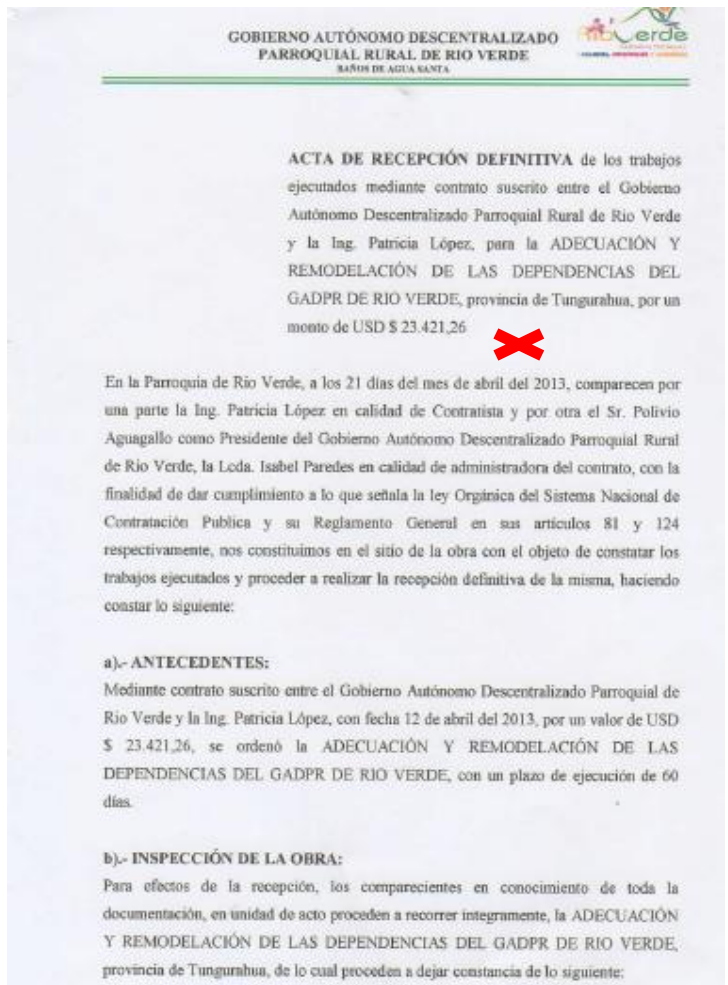 GOBIERNO AUTÓNOMO DESCENTRALIZADO
PARROQUIAL RURAL DE RIO VERDE
BAÑOS DE AGUA SANTA
Rio Verde
ACTA DE RECEPCIÓN DEFINITIVA de los trabajos
ejecutados mediante contrato suscrito entre el Gobierno
Autónomo Descentralizado Parroquial Rural de Rio Verde
y la Ing. Patricia López, para la ADECUACIÓN Y
REMODELACIÓN DE LAS DEPENDENCIAS DEL
GADPR DE RIO VERDE, provincia de Tungurahua, por un
monto de USD $ 23.421,26
En la Parroquia de Rio Verde, a los 21 días del mes de abril del 2013, comparecen por
una parte la Ing. Patricia López en calidad de Contratista y por otra el Sr. Polivio
Aguagallo como Presidente del Gobierno Autónomo Descentralizado Parroquial Rural
de Rio Verde, la Lcda. Isabel Paredes en calidad de administradora del contrato, con la
finalidad de dar cumplimiento a lo que señala la ley Orgánica del Sistema Nacional de
Contratación Publica y su Reglamento General en sus artículos 81 y 124
respectivamente, nos constituimos en el sitio de la obra con el objeto de constatar los
trabajos ejecutados y proceder a realizar la recepción definitiva de la misma, haciendo
constar lo siguiente:
a).- ANTECEDENTES:
Mediante contrato suscrito entre el Gobierno Autónomo Descentralizado Parroquial de
Rio Verde y la Ing. Patricia López, con fecha 12 de abril del 2013, por un valor de USD
$ 23.421,26, se ordenó la ADECUACIÓN Y REMODELACIÓN DE LAS
DEPENDENCIAS DEL GADPR DE RIO VERDE, con un plazo de ejecución de 60
días.
b).- INSPECCIÓN DE LA OBRA:
Para efectos de la recepción, los comparecientes en conocimiento de toda la
documentación, en unidad de acto proceden a recorrer integramente, la ADECUACIÓN
Y REMODELACIÓN DE LAS DEPENDENCIAS DEL GADPR DE RIO VERDE,
provincia de Tungurahua, de lo cual proceden a dejar constancia de lo siguiente: